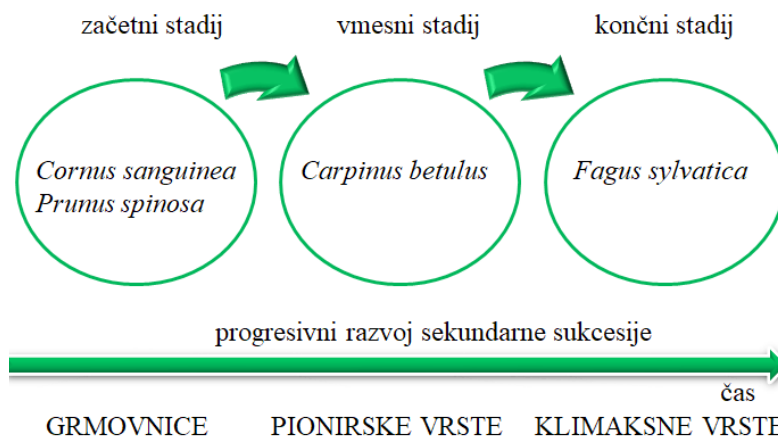 začetni stadij vmesni stadij končni stadij
Cornus sanguinea Carpinus betulus Fagus sylvatica
Prunus spinosa
progresivni razvoj sekundarne sukcesije
čas
GRMOVNICE PIONIRSKE VRSTE KLIMAKSNE VRSTE